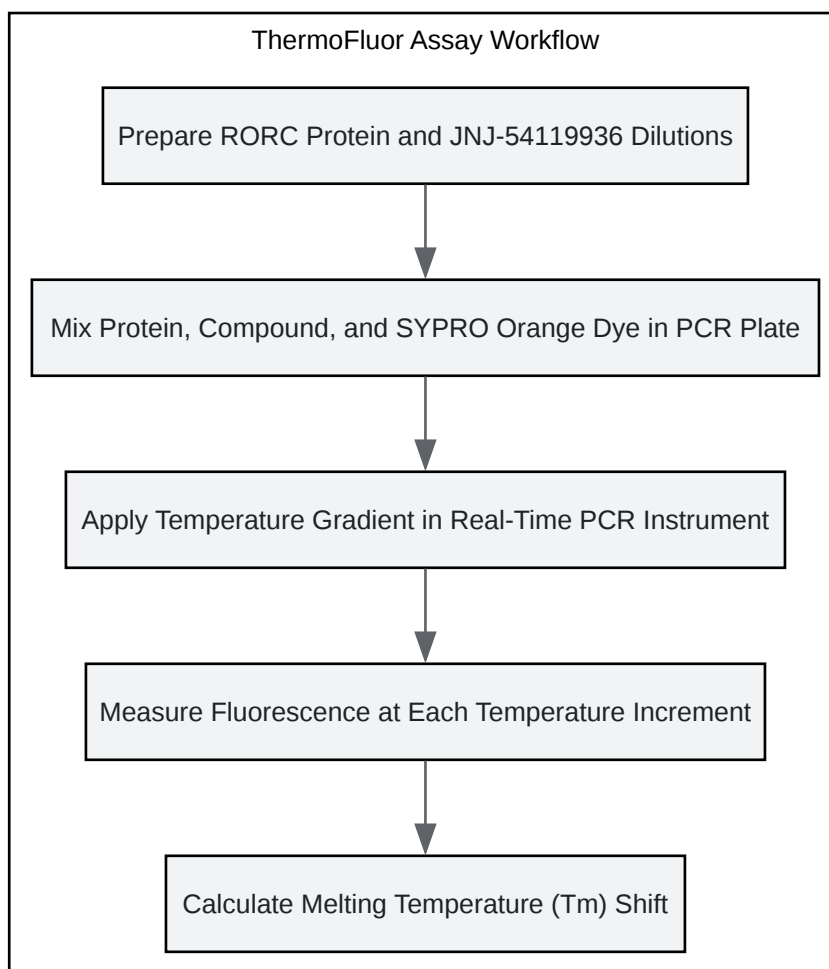 ThermoFluor Assay Workflow
Prepare RORC Protein and JNJ-54119936 Dilutions
Mix Protein, Compound, and SYPRO Orange Dye in PCR Plate
Apply Temperature Gradient in Real-Time PCR Instrument
Measure Fluorescence at Each Temperature Increment
Calculate Melting Temperature (Tm) Shift